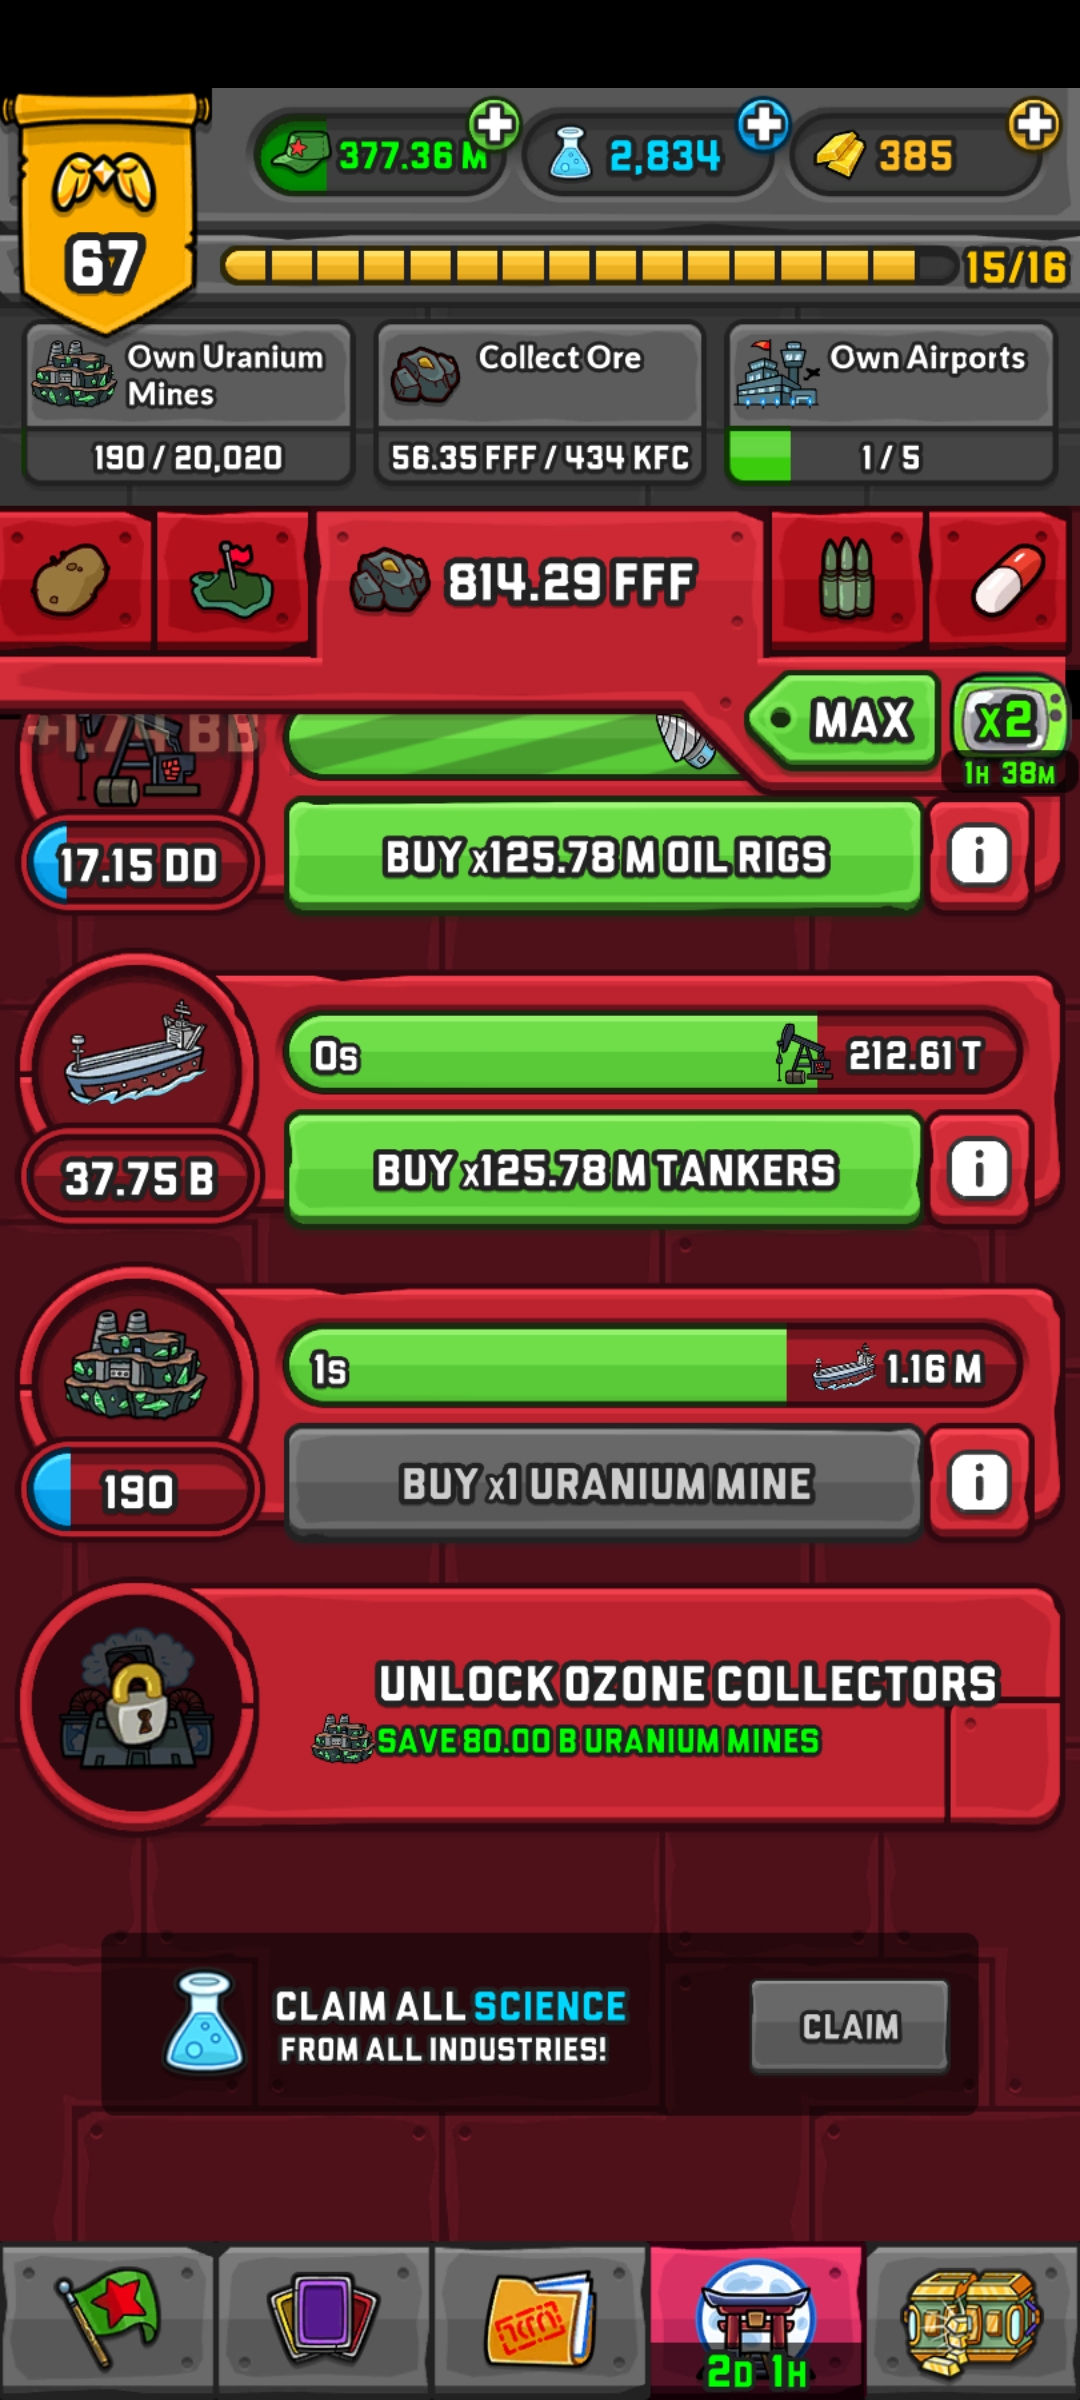 377.36 M
2,834
385
67
15/16
Own Uranium Mines
190 / 20,020
Collect Ore
56.35 FFF / 434 KFC
Own Airports
1 / 5
814.29 FFF
MAX
x2
1H 38M
17.15 DD
BUY x125.78 M OIL RIGS
i
0s
212.61 T
37.75 B
BUY x125.78 M TANKERS
i
1s
1.16 M
190
BUY x1 URANIUM MINE
i
UNLOCK OZONE COLLECTORS
SAVE 80.00 B URANIUM MINES
CLAIM ALL SCIENCE
FROM ALL INDUSTRIES!
CLAIM
2D 1H